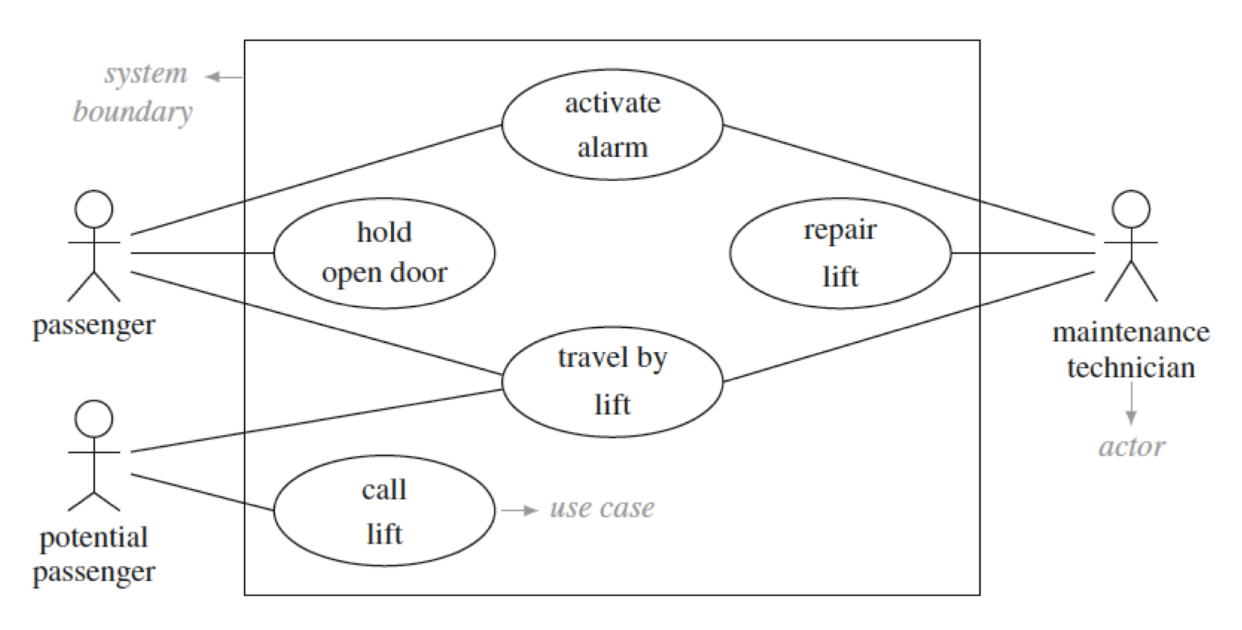 system
boundary
activate
alarm
hold
open door
repair
lift
passenger
travel by
lift
maintenance
technician
actor
call
lift
use case
potential
passenger